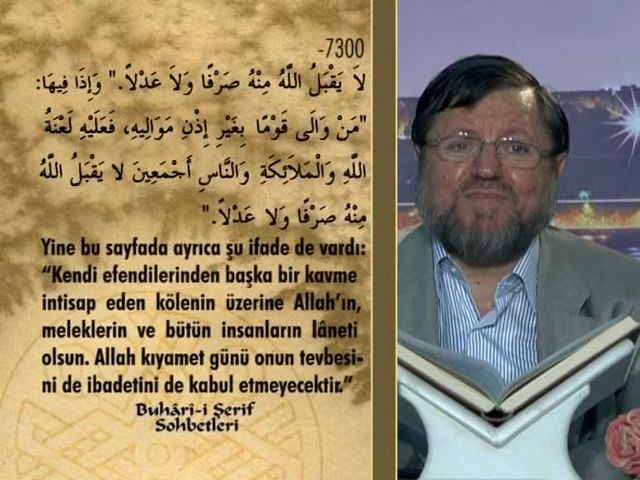 -7300
لاَ يَقْبَلُ اللَّهُ مِنْهُ صَرْفًا وَلاَ عَدْلاً." وَإِذَا فِيهَا:
"مَنْ وَالَى قَوْمًا بِغَيْرِ إِذْنِ مَوَالِيهِ، فَعَلَيْهِ لَعْنَةُ
اللَّهِ وَالْمَلاَئِكَةِ وَالنَّاسِ أَجْمَعِينَ لا يَقْبَلُ اللَّهُ
مِنْهُ صَرْفًا وَلا عَدْلاً."
Yine bu sayfada ayrıca şu ifade de vardı:
“Kendi efendilerinden başka bir kavme
intisap eden kölenin üzerine Allah’ın,
meleklerin ve bütün insanların lâneti
olsun. Allah kıyamet günü onun tevbesi-
ni de ibadetini de kabul etmeyecektir.”
Buhârî-i Şerif
Sohbetleri